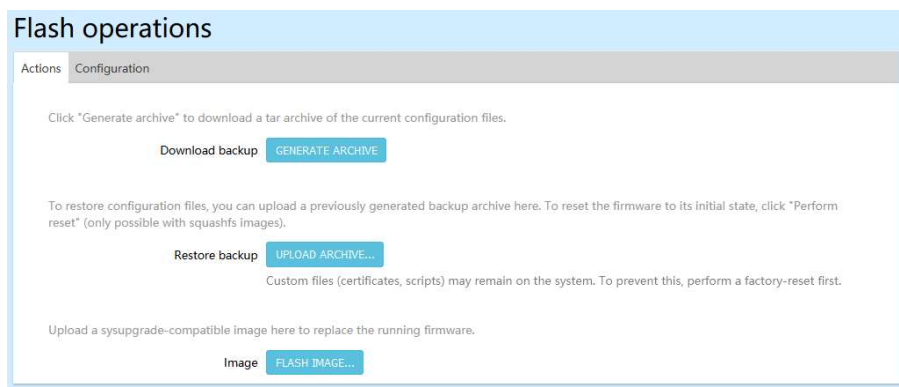 Flash operations
Actions Configuration
Click "Generate archive" to download a tar archive of the current configuration files.
Download backup GENERATE ARCHIVE
To restore configuration files, you can upload a previously generated backup archive here. To reset the firmware to its initial state, click "Perform
reset" (only possible with squashfs images).
Restore backup UPLOAD ARCHIVE...
Custom files (certificates, scripts) may remain on the system. To prevent this, perform a factory-reset first.
Upload a sysupgrade-compatible image here to replace the running firmware.
Image FLASH IMAGE...